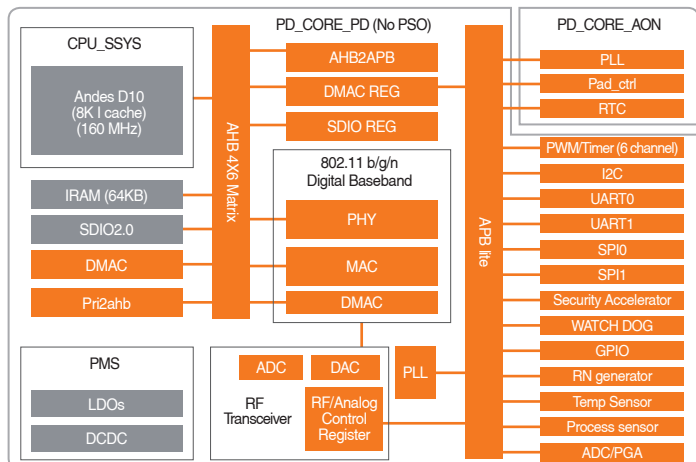 CPU_SSYS
Andes D10
(8K I cache)
(160 MHz)
IRAM (64KB)
SDIO2.0
DMAC
Pri2ahb
PMS
LDOs
DCDC
AHB 4X6 Matrix
PD_CORE_PD (No PSO)
AHB2APB
DMAC REG
SDIO REG
802.11 b/g/n
Digital Baseband
PHY
MAC
DMAC
ADC
DAC
RF
Transceiver
RF/Analog
Control
Register
PLL
APB lite
PD_CORE_AON
PLL
Pad_ctrl
RTC
PWM/Timer (6 channel)
I2C
UART0
UART1
SPI0
SPI1
Security Accelerator
WATCH DOG
GPIO
RN generator
Temp Sensor
Process sensor
ADC/PGA